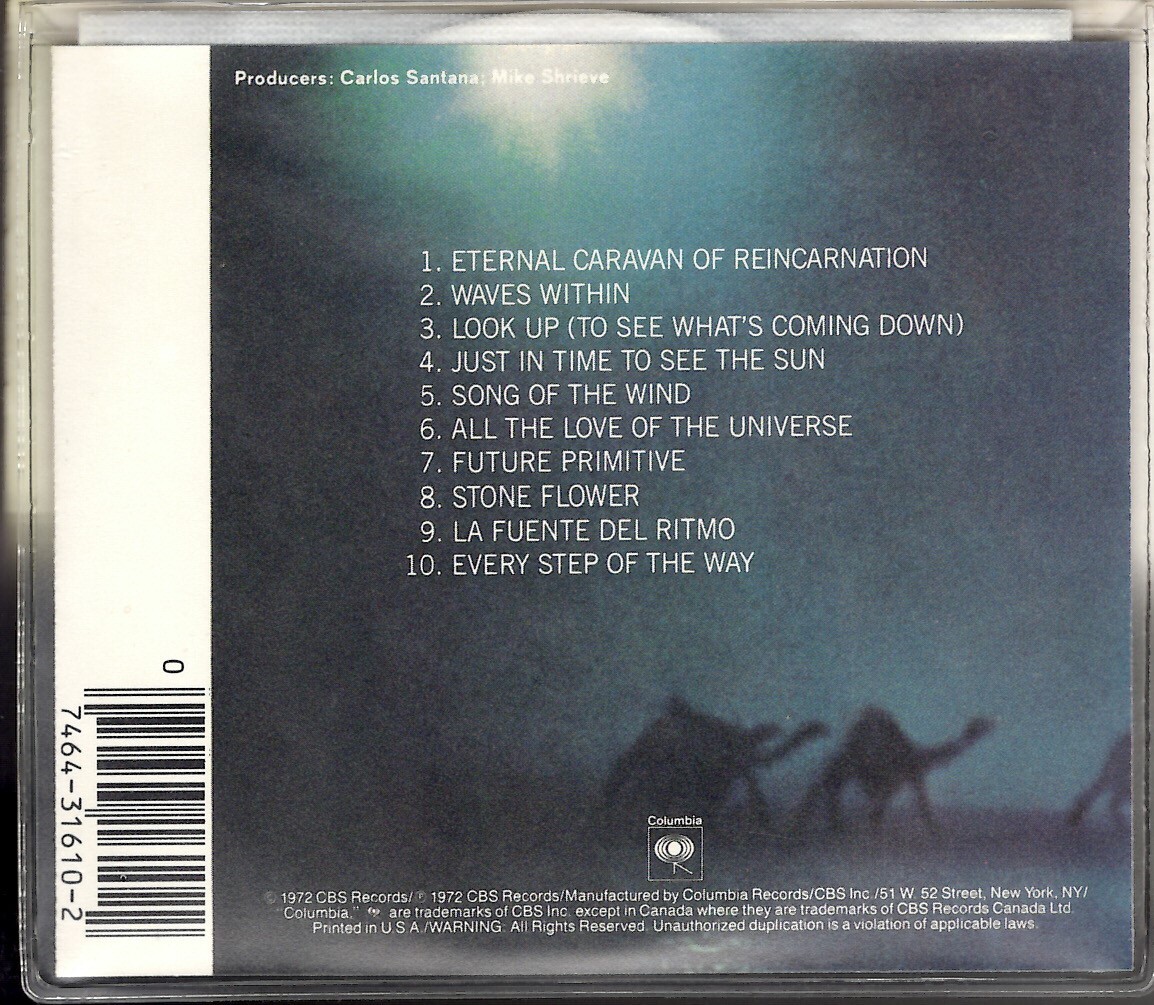 Producers: Carlos Santana; Mike Shrieve
1. ETERNAL CARAVAN OF REINCARNATION
2. WAVES WITHIN
3. LOOK UP (TO SEE WHAT'S COMING DOWN)
4. JUST IN TIME TO SEE THE SUN
5. SONG OF THE WIND
6. ALL THE LOVE OF THE UNIVERSE
7. FUTURE PRIMITIVE
8. STONE FLOWER
9. LA FUENTE DEL RITMO
10. EVERY STEP OF THE WAY
0
7464-31610-2
Columbia
© 1972 CBS Records/ ℗ 1972 CBS Records/Manufactured by Columbia Records/CBS Inc./51 W. 52 Street, New York, NY/
Columbia," are trademarks of CBS Inc. except in Canada where they are trademarks of CBS Records Canada Ltd.
Printed in U.S.A./WARNING: All Rights Reserved. Unauthorized duplication is a violation of applicable laws.